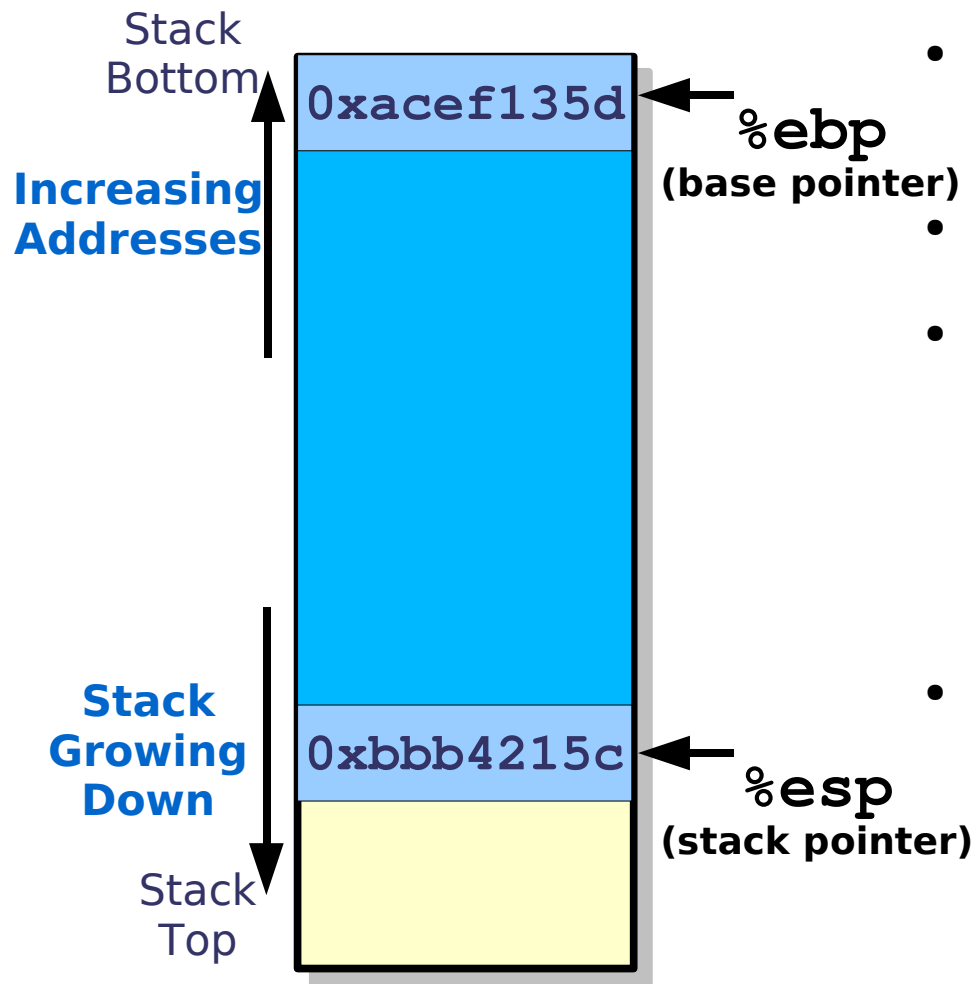 Stack
Bottom
0xacef135d
%ebp
(base pointer)
Increasing
Addresses
Stack
Growing
Down
0xbbb4215c
%esp
(stack pointer)
Stack
Top